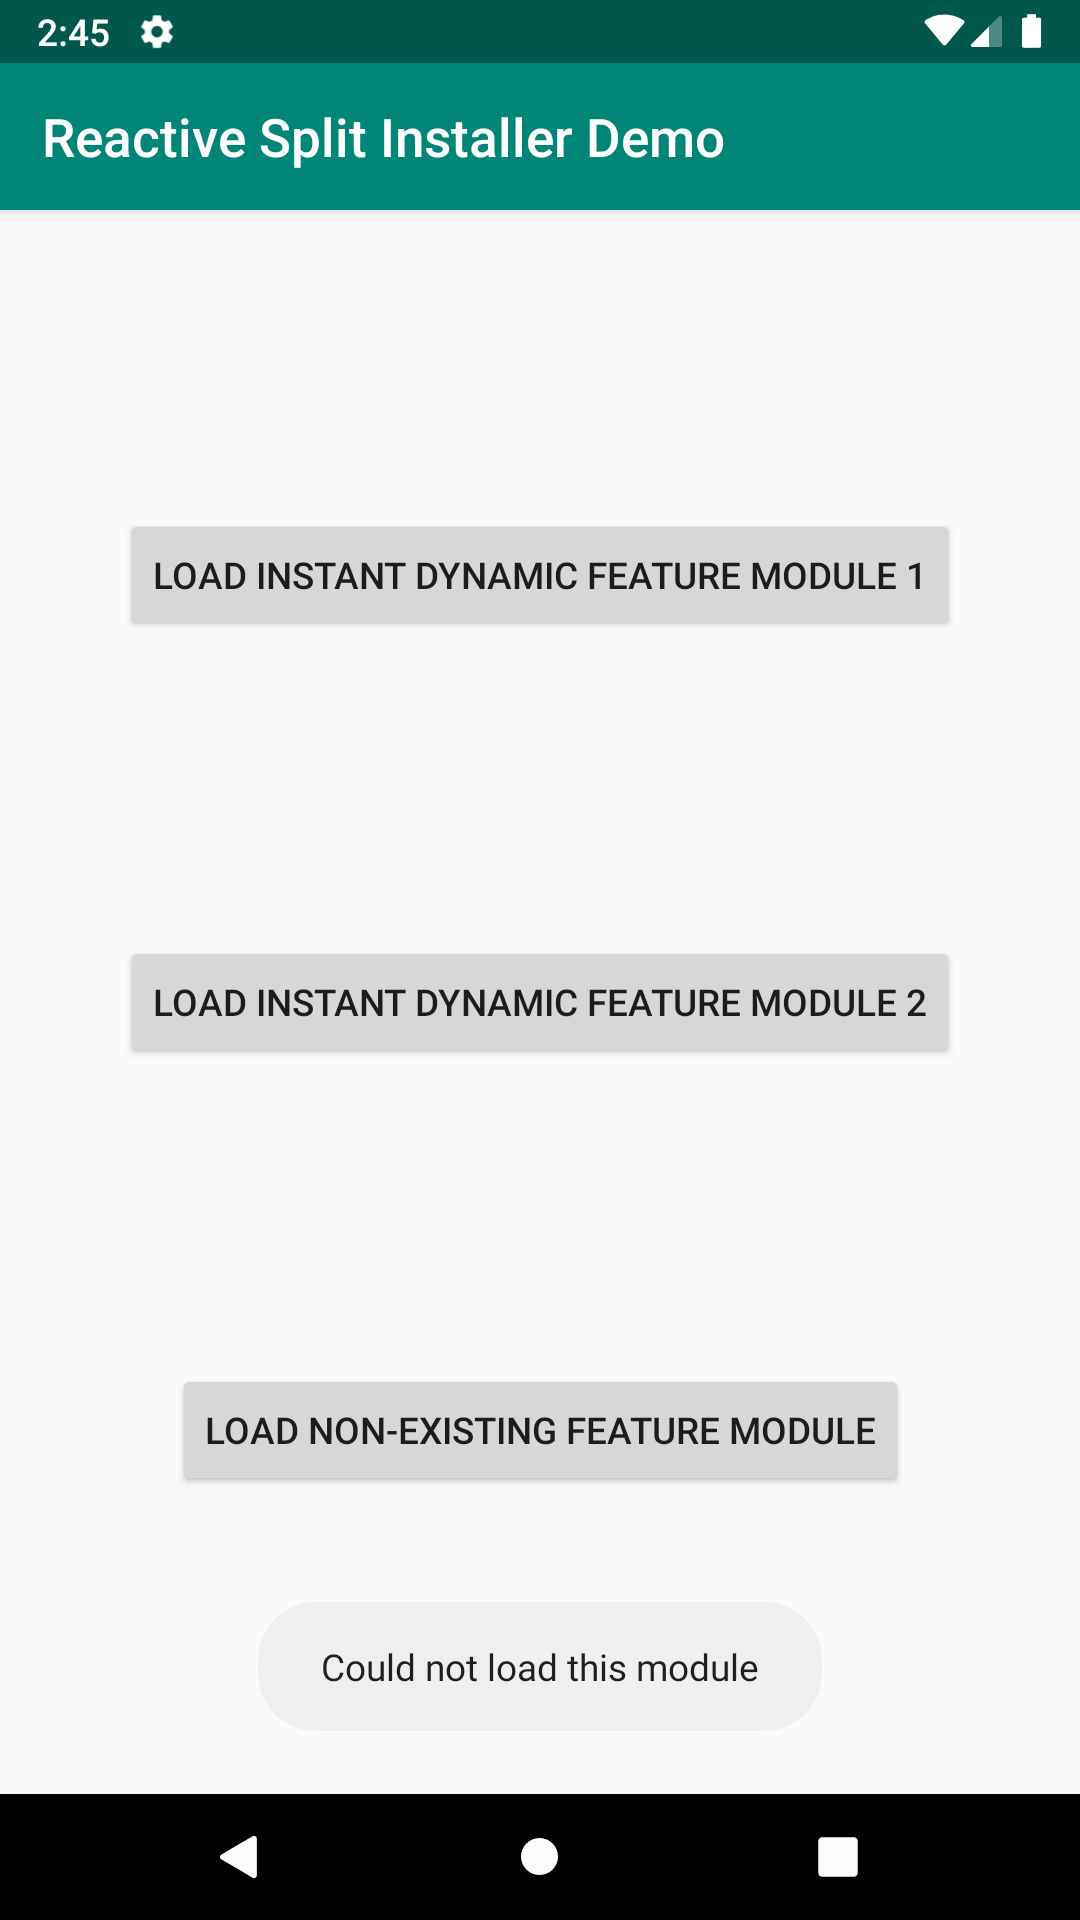 2:45
Reactive Split Installer Demo
LOAD INSTANT DYNAMIC FEATURE MODULE 1
LOAD INSTANT DYNAMIC FEATURE MODULE 2
LOAD NON-EXISTING FEATURE MODULE
Could not load this module